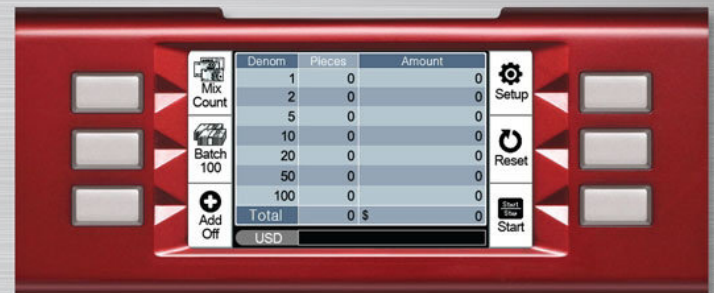 Mix
Count
Batch
100
Add
Off
Denom Pieces Amount
1 0 0
2 0 0
5 0 0
10 0 0
20 0 0
50 0 0
100 0 0
Total 0 $ 0
USD
Setup
Reset
Start
Stop
Start